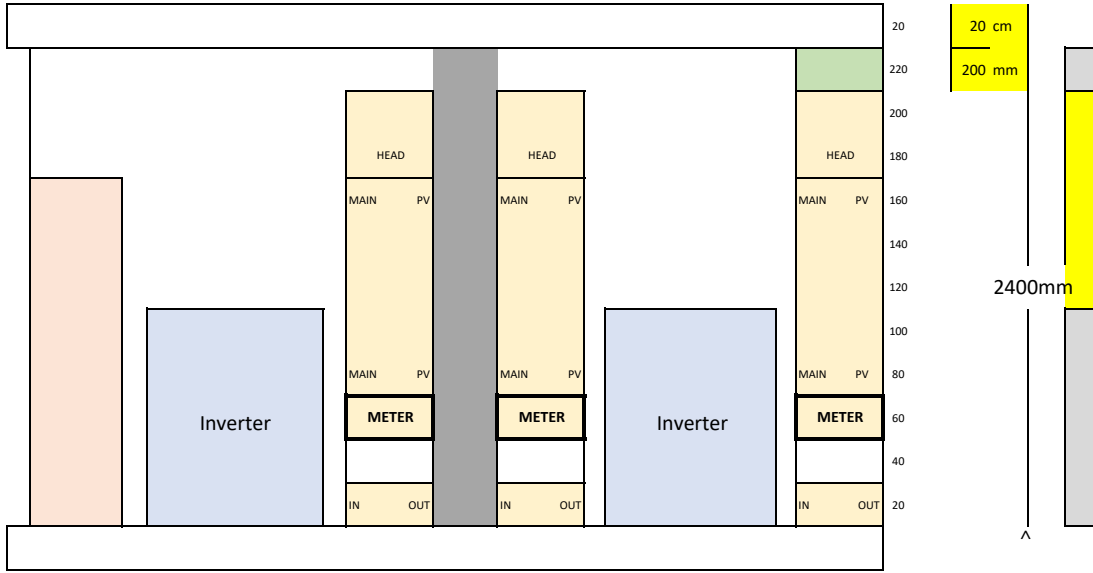 20 20 cm
220 200 mm
200
HEAD HEAD HEAD 180
MAIN PV MAIN PV MAIN PV 160
140
2400mm
120
100
MAIN PV MAIN PV MAIN PV 80
Inverter METER METER Inverter METER 60
40
IN OUT IN OUT IN OUT 20
^